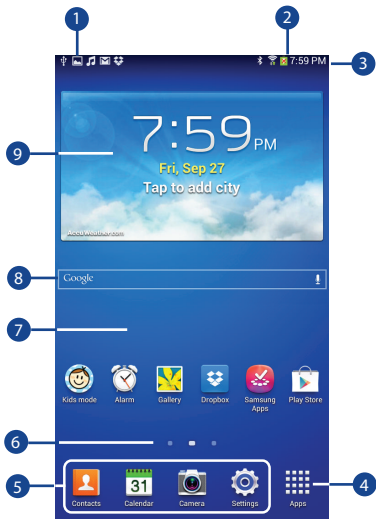 1
2
7:59 PM
3
7:59PM
9
Fri, Sep 27
Tap to add city
AccuWeather.com
8
Google
7
Kids mode
Alarm
Gallery
Dropbox
Samsung
Apps
Play Store
6
5
31
4
Contacts
Calendar
Camera
Settings
Apps